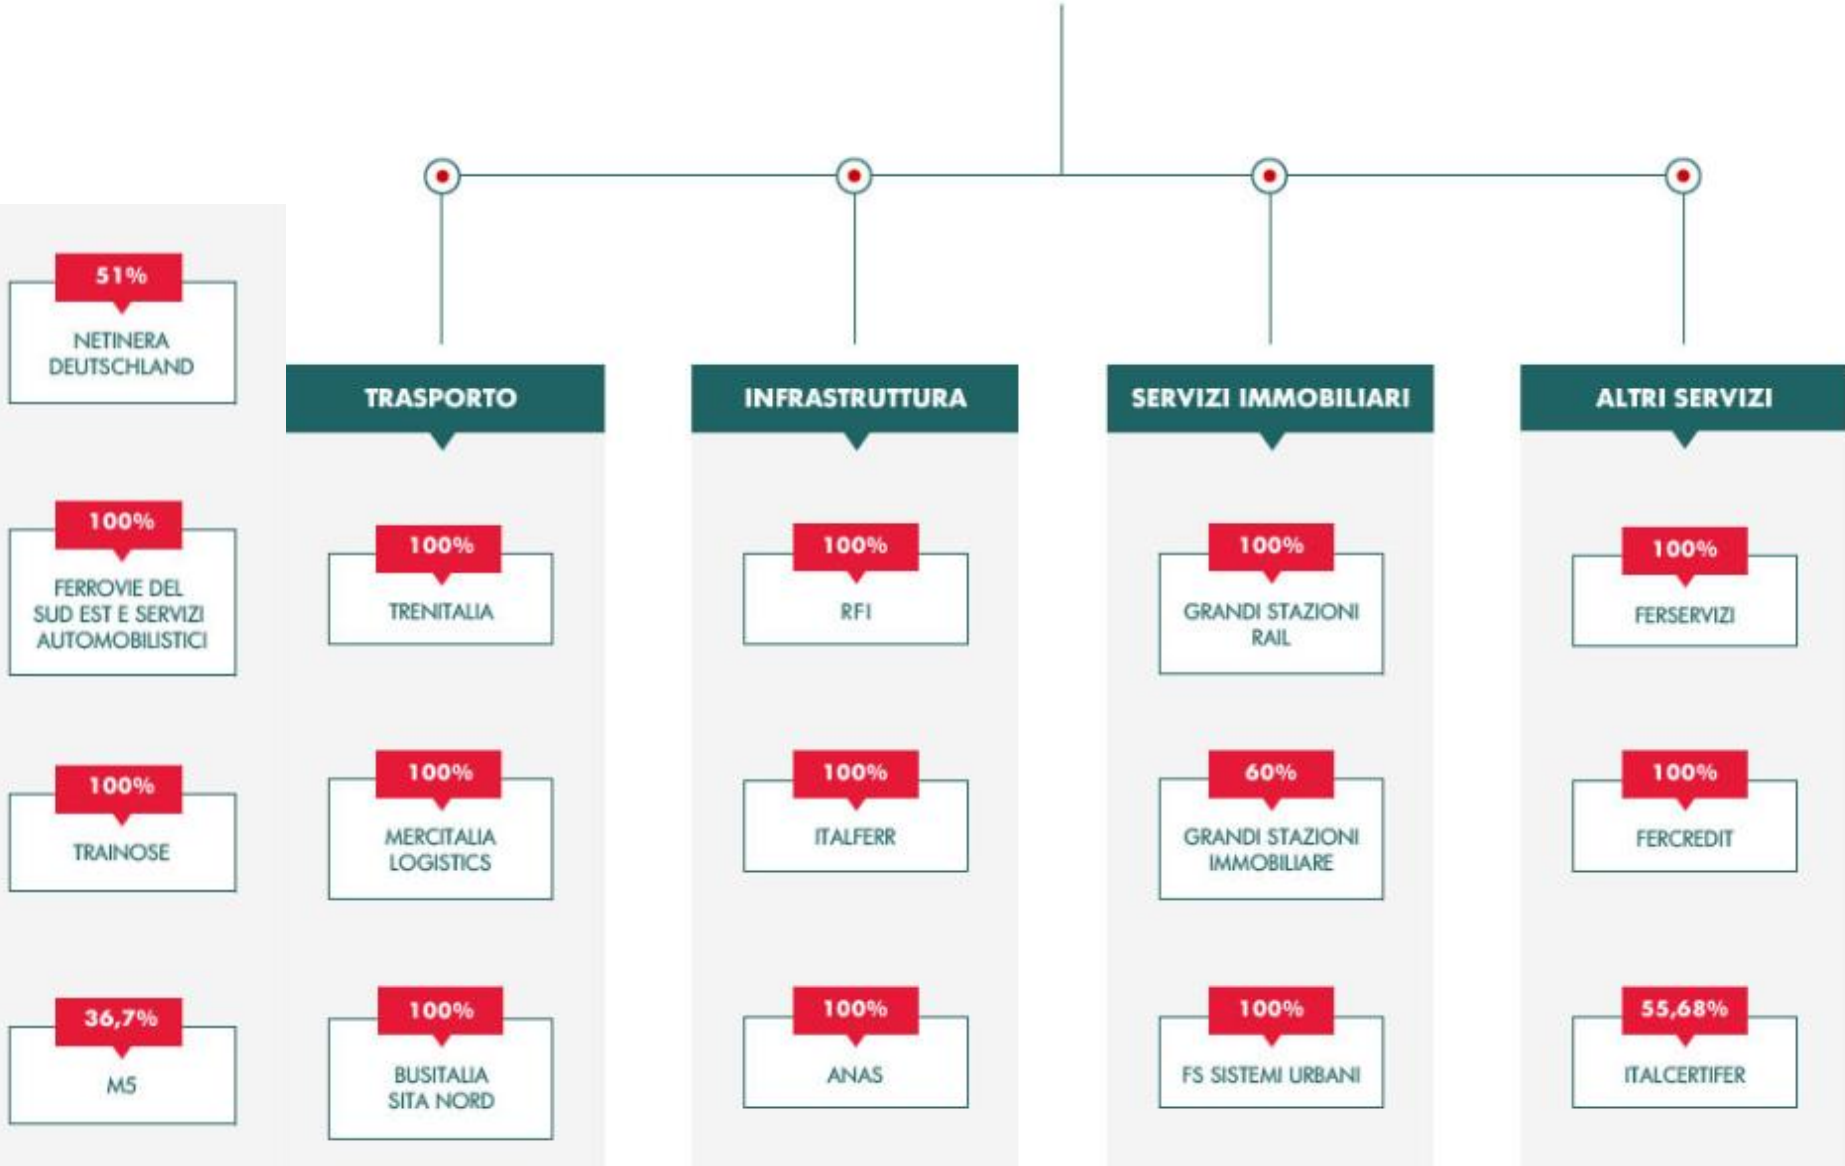 51%
NETINERA
DEUTSCHLAND
100%
FERROVIE DEL
SUD EST E SERVIZI
AUTOMOBILISTICI
100%
TRAINOSE
36,7%
M5
TRASPORTO
100%
TRENITALIA
100%
MERCITALIA
LOGISTICS
100%
BUSITALIA
SITA NORD
INFRASTRUTTURA
100%
RFI
100%
ITALFERR
100%
ANAS
SERVIZI IMMOBILIARI
100%
GRANDI STAZIONI
RAIL
60%
GRANDI STAZIONI
IMMOBILIARE
100%
FS SISTEMI URBANI
ALTRI SERVIZI
100%
FERSERVIZI
100%
FERCREDIT
55,68%
ITALCERTIFER